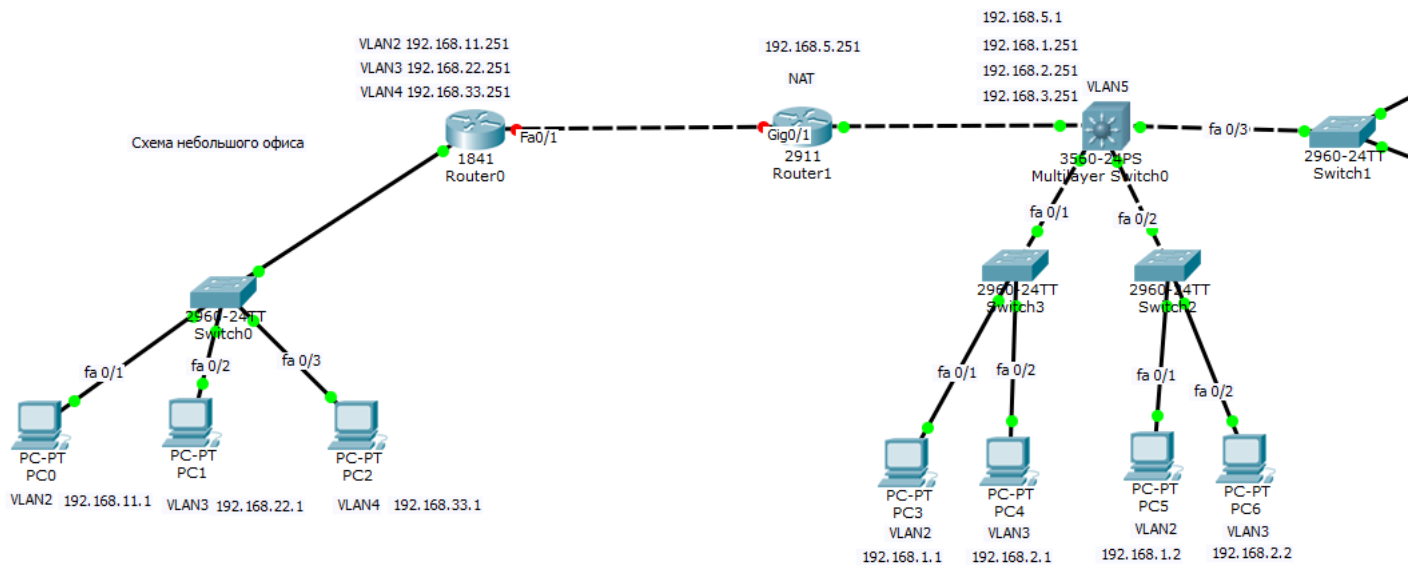 192.168.5.1
VLAN2 192.168.11.251
192.168.5.251
192.168.1.251
VLAN3 192.168.22.251
192.168.2.251
NAT
VLAN4 192.168.33.251
192.168.3.251
VLAN5
Схема небольшого офиса
Fa0/1
Gig0/1
fa 0/3
1841
Router0
2911
Router1
3560-24PS
Multilayer Switch0
2960-24TT
Switch1
fa 0/1
fa 0/2
2960-24TT
Switch3
2960-24TT
Switch2
2960-24TT
Switch0
fa 0/1
fa 0/2
fa 0/3
fa 0/1
fa 0/2
fa 0/1
fa 0/2
PC-PT
PC0
PC-PT
PC1
PC-PT
PC2
VLAN2 192.168.11.1
VLAN3 192.168.22.1
VLAN4 192.168.33.1
PC-PT
PC3
PC-PT
PC4
PC-PT
PC5
PC-PT
PC6
VLAN2
VLAN3
VLAN2
VLAN3
192.168.1.1
192.168.2.1
192.168.1.2
192.168.2.2